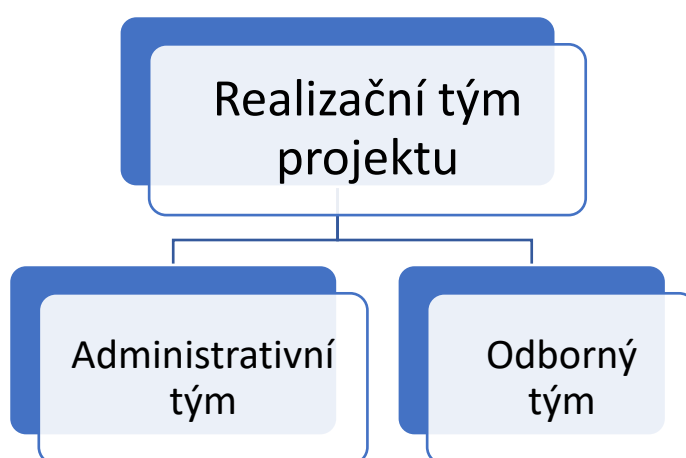 Realizační tým
projektu
Administrativní
tým
Odborný
tým